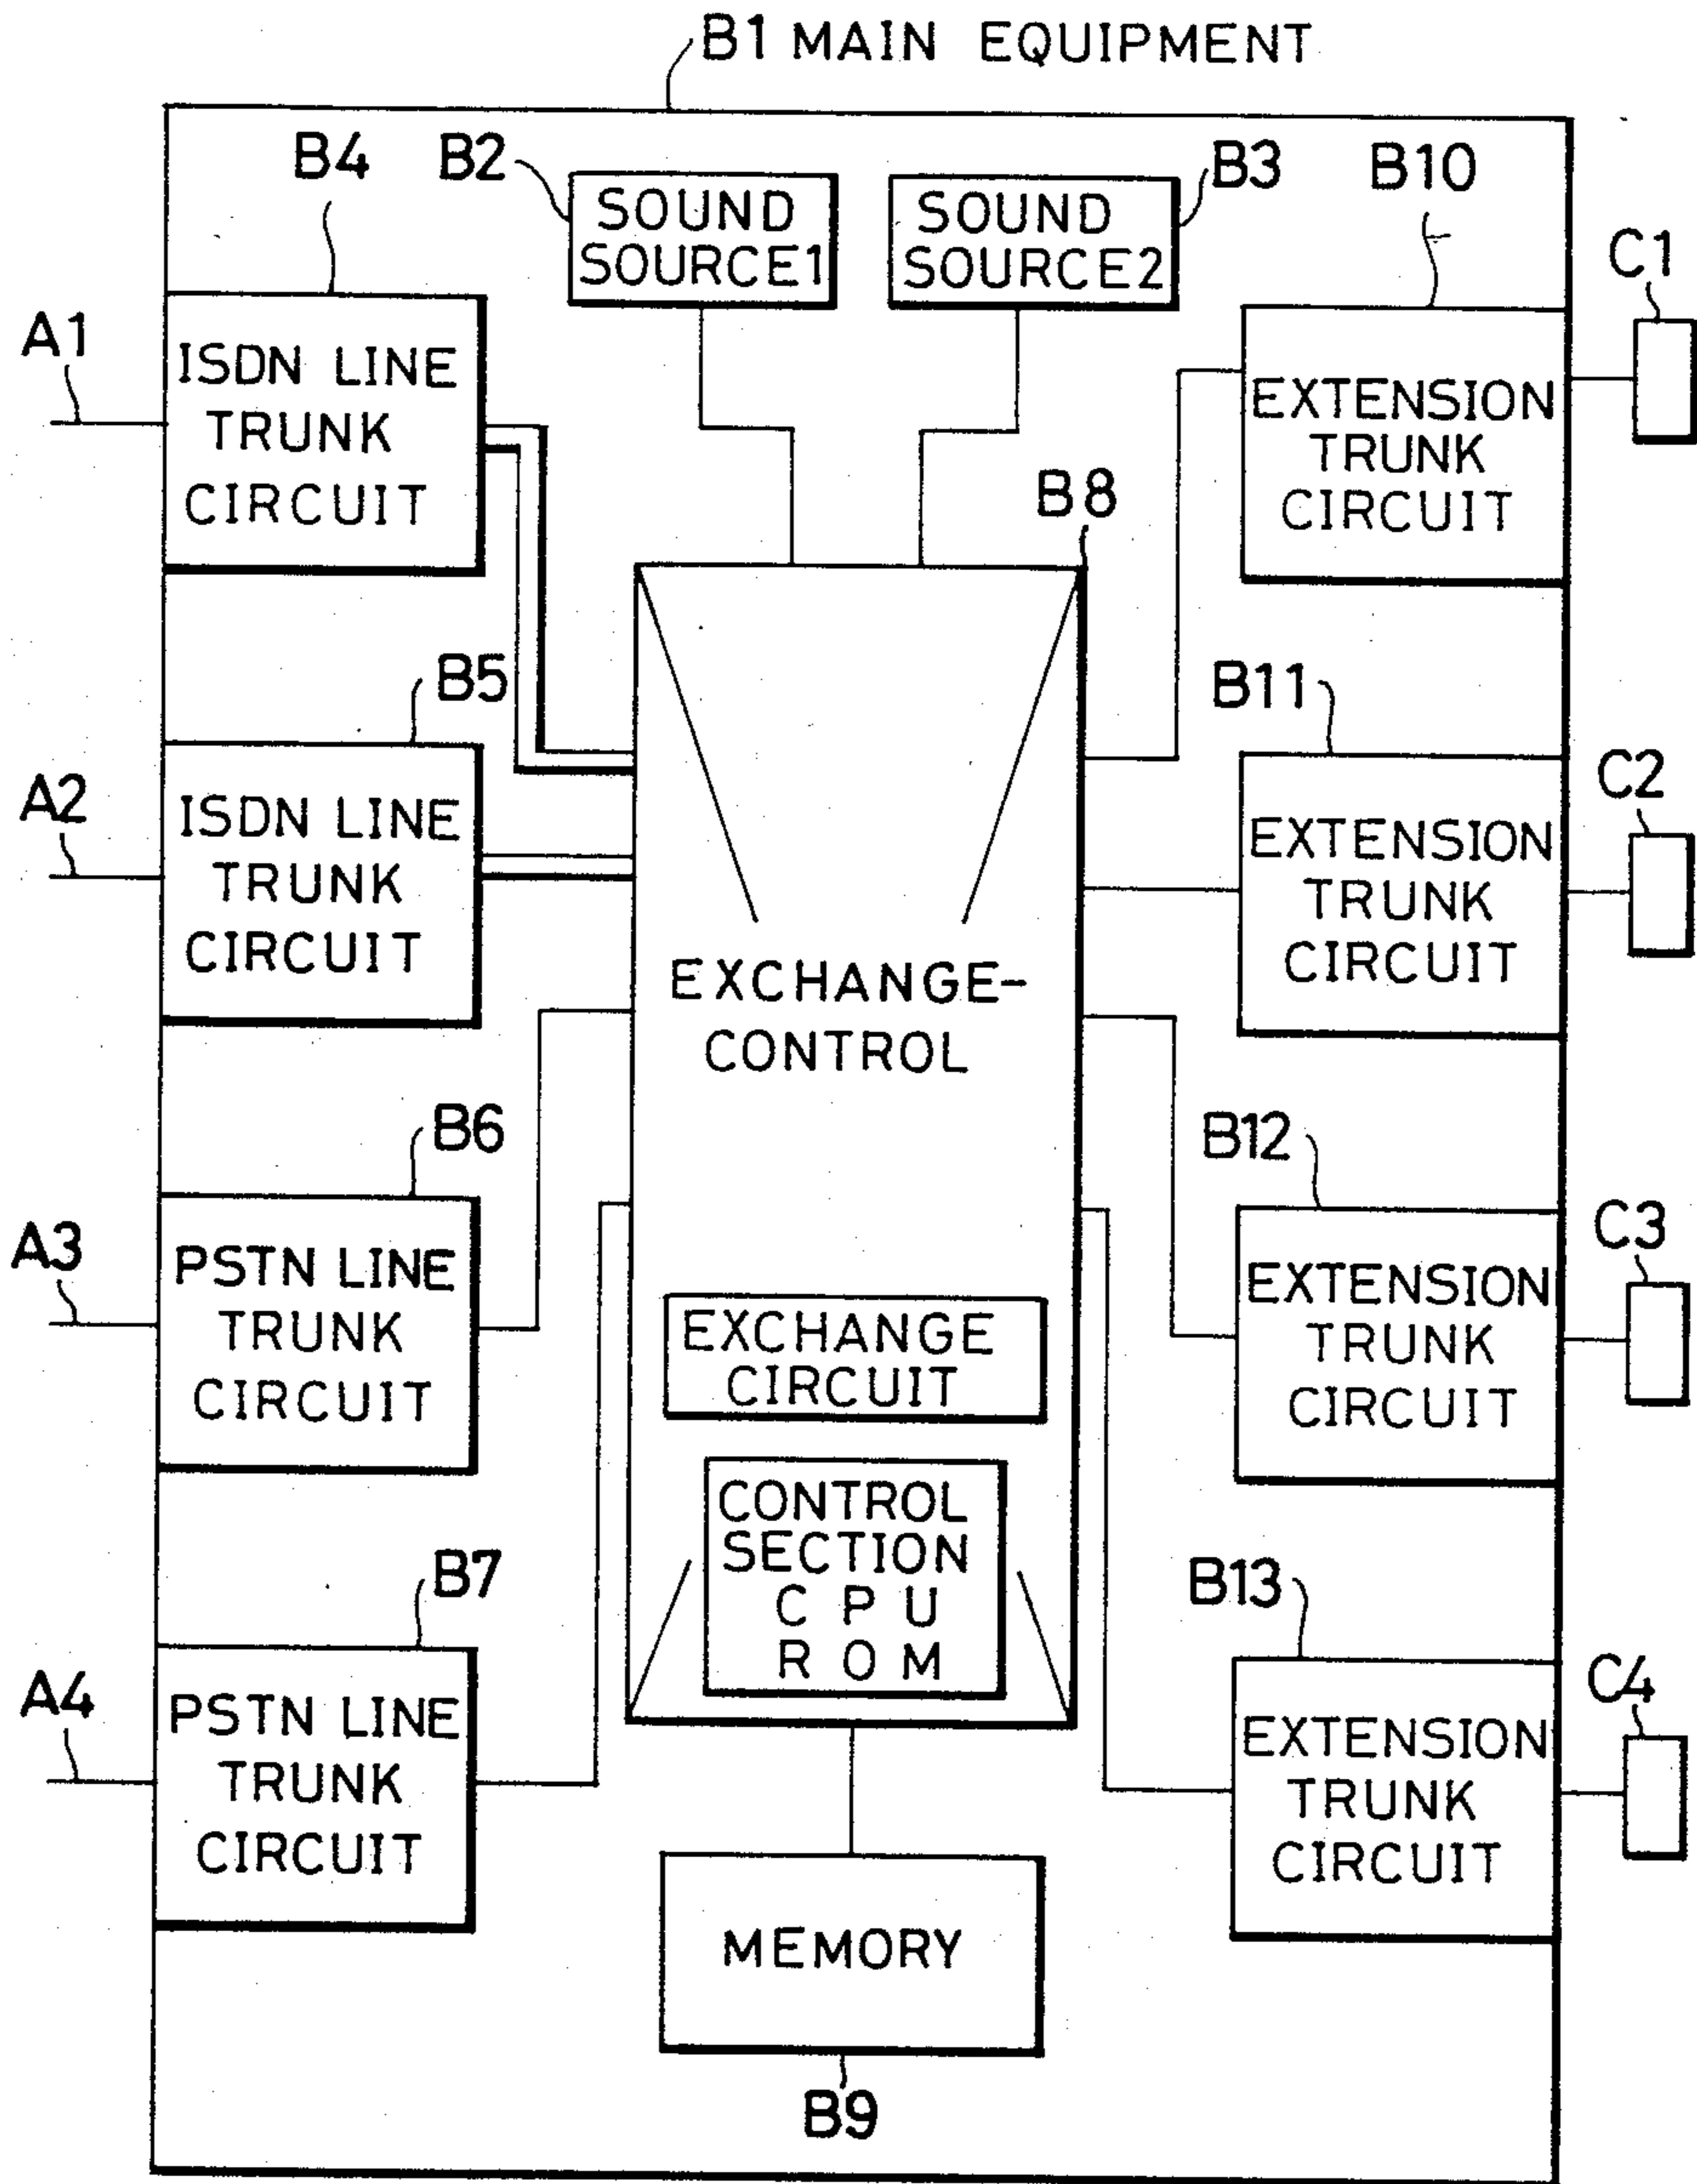 B1 MAIN EQUIPMENT
B4
B2
SOUND
SOURCE1
SOUND
SOURCE2
B3
B10
C1
A1
ISDN LINE
TRUNK
CIRCUIT
EXTENSION
TRUNK
CIRCUIT
B8
B5
B11
A2
ISDN LINE
TRUNK
CIRCUIT
EXTENSION
TRUNK
CIRCUIT
C2
EXCHANGE-
CONTROL
B6
B12
A3
PSTN LINE
TRUNK
CIRCUIT
EXCHANGE
CIRCUIT
EXTENSION
TRUNK
CIRCUIT
C3
CONTROL
SECTION
C P U
R O M
B7
B13
A4
PSTN LINE
TRUNK
CIRCUIT
EXTENSION
TRUNK
CIRCUIT
C4
MEMORY
B9